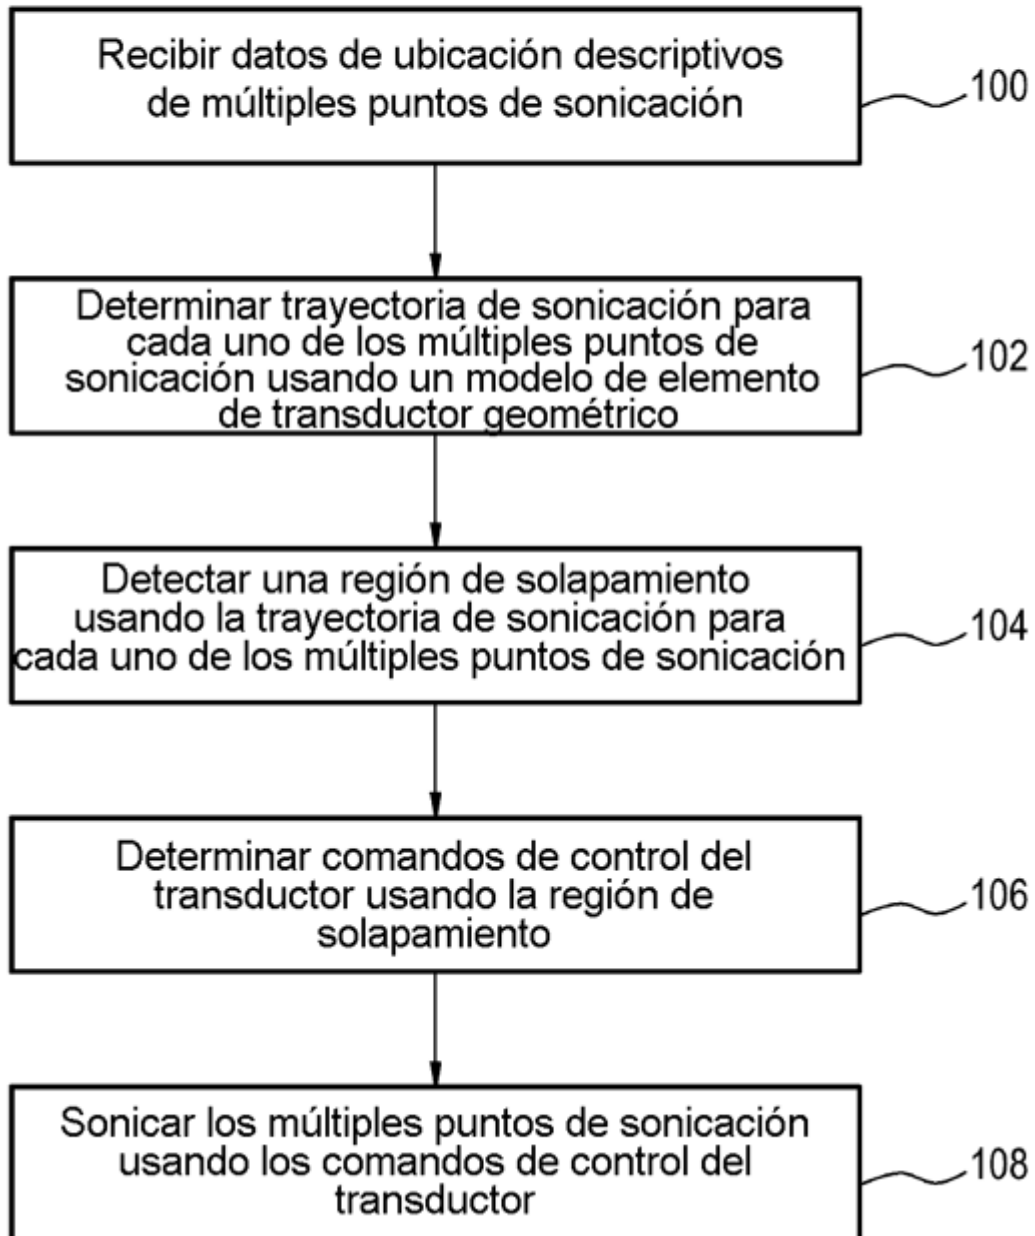 Recibir datos de ubicación descriptivos
de múltiples puntos de sonicación
100
Determinar trayectoria de sonicación para
cada uno de los múltiples puntos de
sonicación usando un modelo de elemento
de transductor geométrico
102
Detectar una región de solapamiento
usando la trayectoria de sonicación para
cada uno de los múltiples puntos de sonicación
104
Determinar comandos de control del
transductor usando la región de
solapamiento
106
Sonicar los múltiples puntos de sonicación
usando los comandos de control del
transductor
108